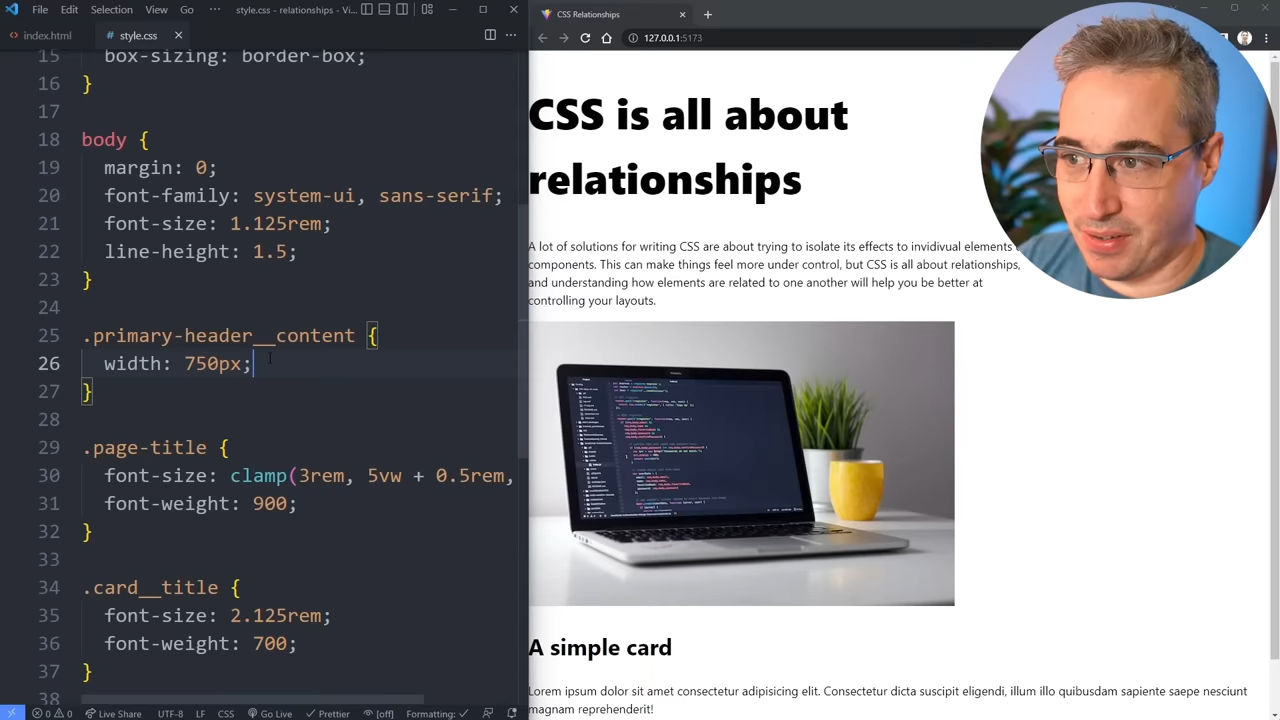 File Edit Selection View Go ··· style.css - relationships - Vi...
index.html
# style.css
15 box-sizing: border-box;
16 }
17
18 body {
19 margin: 0;
20 font-family: system-ui, sans-serif;
21 font-size: 1.125rem;
22 line-height: 1.5;
23 }
24
25 .primary-header__content {
26 width: 750px;
27 }
28
29 .page-title {
30 font-size: clamp(3rem, 5vw + 0.5rem,
31 font-weight: 900;
32 }
33
34 .card__title {
35 font-size: 2.125rem;
36 font-weight: 700;
37 }
38
0 0 Live Share UTF-8 LF CSS Go Live Prettier [off] Formatting:
CSS Relationships
127.0.0.1:5173
CSS is all about
relationships
A lot of solutions for writing CSS are about trying to isolate its effects to invidivual elements
components. This can make things feel more under control, but CSS is all about relationships,
and understanding how elements are related to one another will help you be better at
controlling your layouts.
A simple card
Lorem ipsum dolor sit amet consectetur adipisicing elit. Consectetur dicta suscipit eligendi, illum illo quibusdam sapiente saepe nesciunt
magnam reprehenderit!